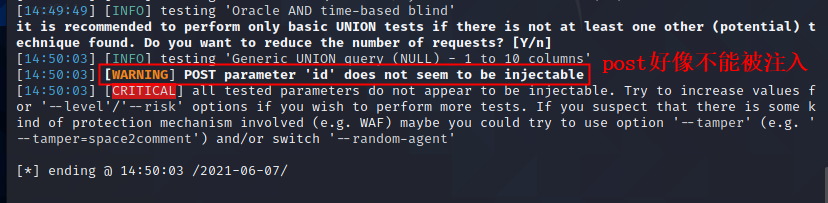 [14:49:49] [INFO] testing 'Oracle AND time-based blind'
it is recommended to perform only basic UNION tests if there is not at least one other (potential) t
echnique found. Do you want to reduce the number of requests? [Y/n]
[14:50:03] [INFO] testing 'Generic UNION query (NULL) - 1 to 10 columns'
[14:50:03] [WARNING] POST parameter 'id' does not seem to be injectable
post好像不能被注入
[14:50:03] [CRITICAL] all tested parameters do not appear to be injectable. Try to increase values f
or '--level'/'--risk' options if you wish to perform more tests. If you suspect that there is some k
ind of protection mechanism involved (e.g. WAF) maybe you could try to use option '--tamper' (e.g. '
--tamper=space2comment') and/or switch '--random-agent'
[*] ending @ 14:50:03 /2021-06-07/